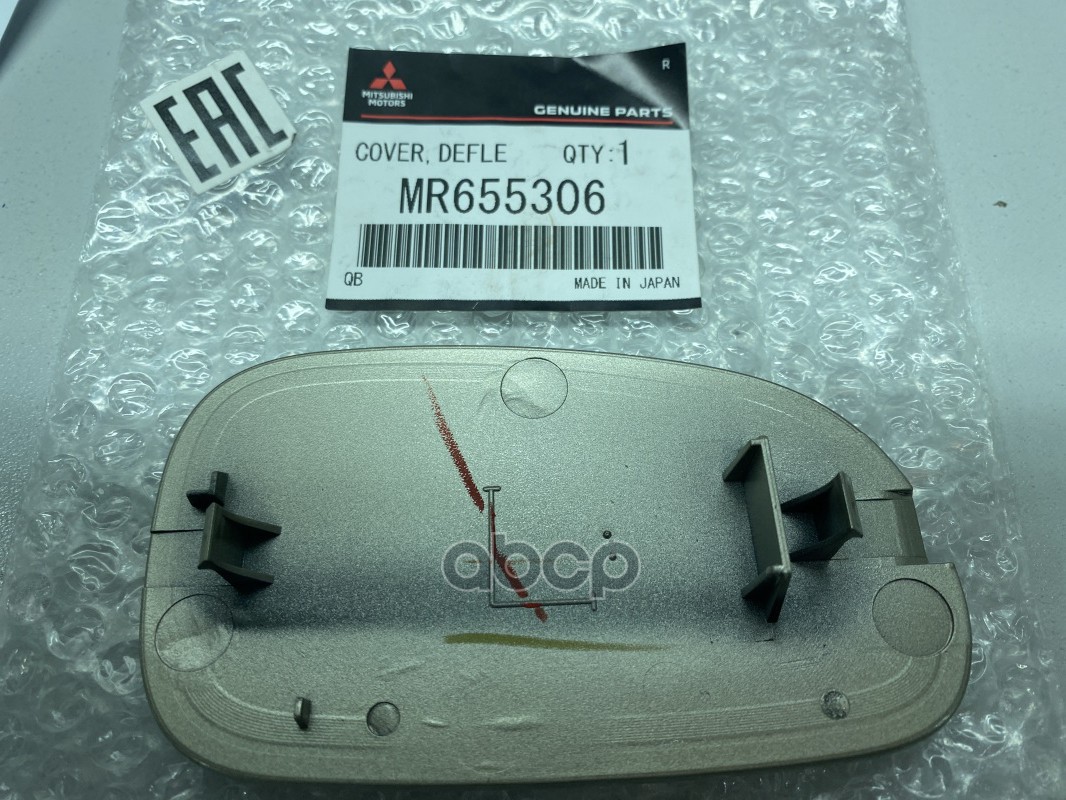 EAC
R
MITSUBISHI
MOTORS
GENUINE PARTS
COVER, DEFLE QTY:1
MR655306
QB MADE IN JAPAN
L
abcp